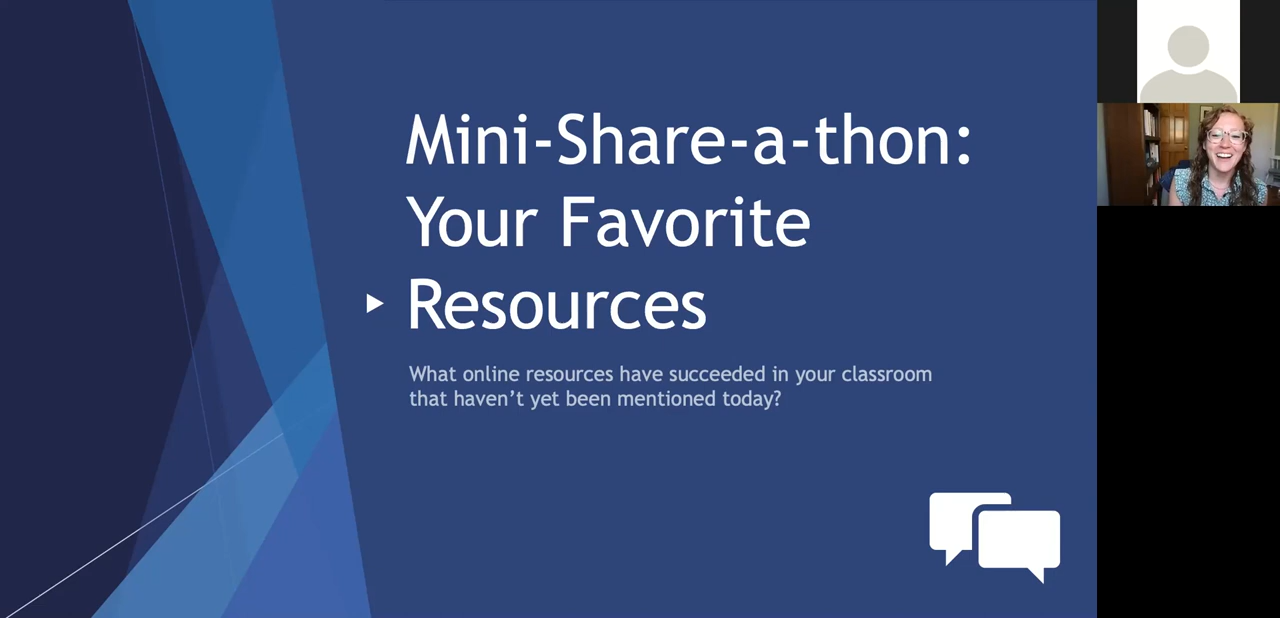 Mini-Share-a-thon:
Your Favorite
Resources
What online resources have succeeded in your classroom
that haven’t yet been mentioned today?